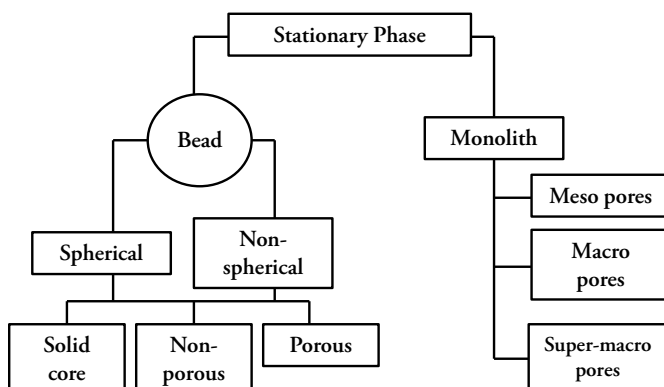 Stationary Phase
Bead
Monolith
Meso pores
Spherical
Non-
spherical
Macro
pores
Solid
core
Non-
porous
Porous
Super-macro
pores